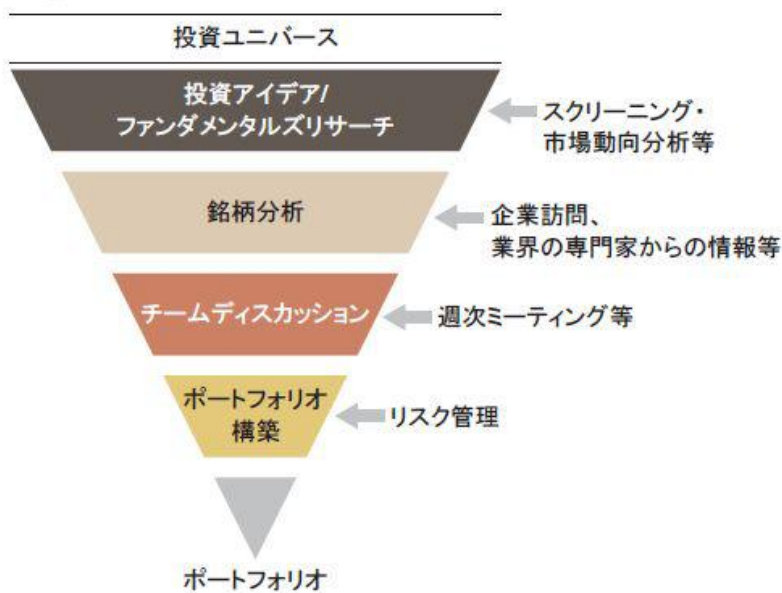 投資ユニバース
投資アイデア/
ファンダメンタルズリサーチ
スクリーニング・
市場動向分析等
銘柄分析
企業訪問、
業界の専門家からの情報等
チームディスカッション
週次ミーティング等
ポートフォリオ
構築
リスク管理
ポートフォリオ